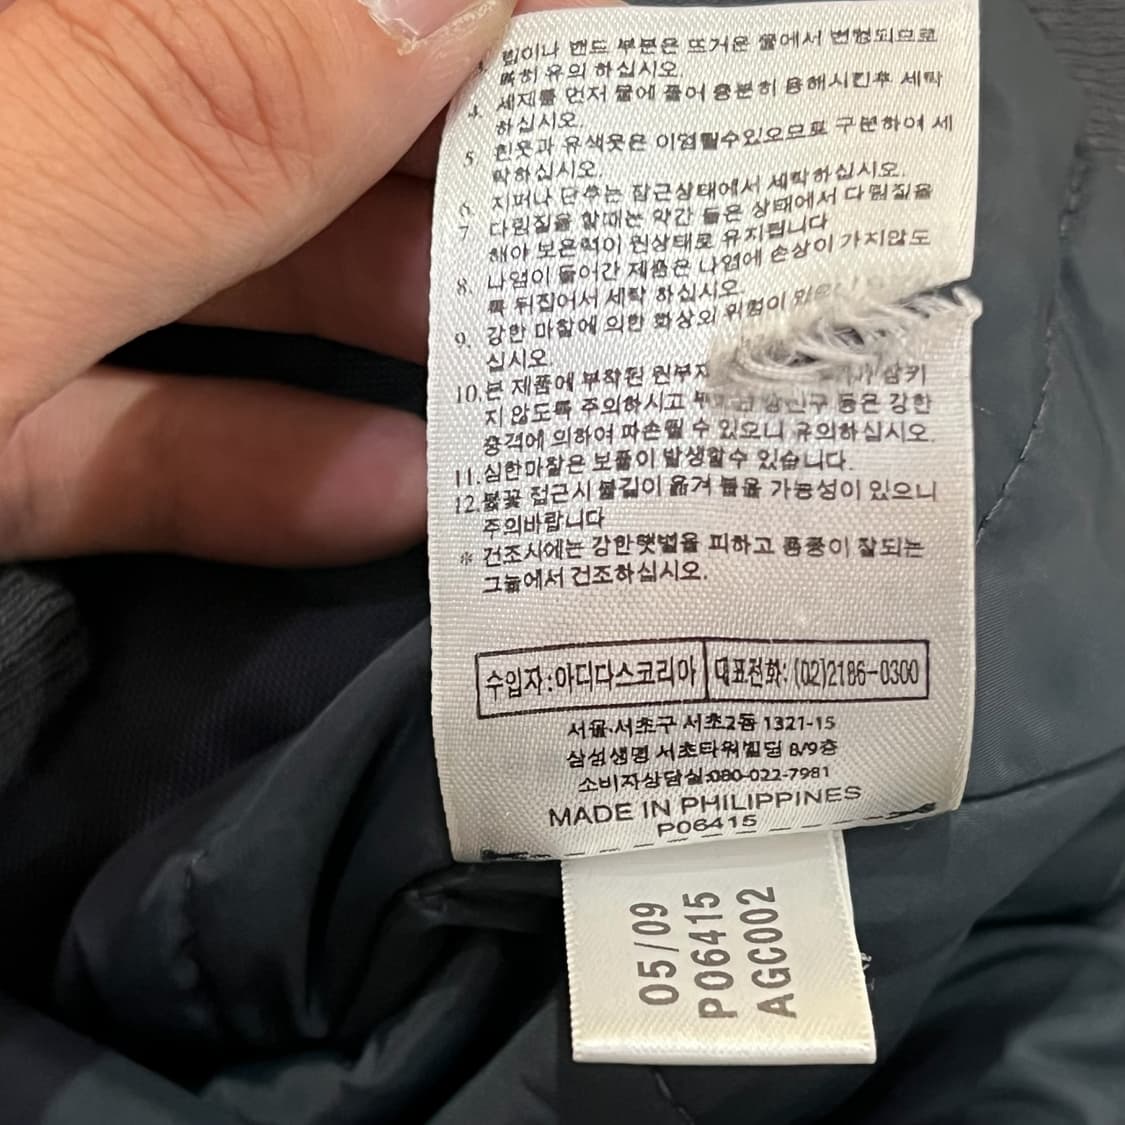 핍이나 밴드 부분은 뜨거운 물에서 변형되므로
특히 유의 하십시오.
4. 세제를 먼저 물에 풀어 충분히 용해시킨후 세탁
하십시오.
5. 흰옷과 유색옷은 이염될수있으므로 구분하여 세
탁하십시오.
6. 지퍼나 단추는 잠근상태에서 세탁하십시오.
7. 다림질을 할때는 약간 덜은 상태에서 다림질을
해야 보온력이 원상태로 유지됩니다
8. 나염이 들어간 제품은 나염에 손상이 가지않도
록 뒤집어서 세탁 하십시오.
9. 강한 마찰에 의한 화상의 위험이
십시오.
10. 본 제품에 부착된 삼키
지 않도록 주의하시고 등은 강한
충격에 의하여 파손될 수 있으니 유의하십시오.
11. 심한마찰은 보풀이 발생할수 있습니다.
12. 불꽃 접근시 불길이 옮겨 붙을 가능성이 있으니
주의바랍니다
* 건조시에는 강한햇볕을 피하고 통풍이 잘되는
그늘에서 건조하십시오.
수입자:아디다스코리아 대표전화: (02)2186-0300
서울.서초구 서초2동 1321-15
삼성생명 서초타워빌딩 8/9층
소비자상담실:080-022-7981
MADE IN PHILIPPINES
P06415
05/09
P06415
AGC002